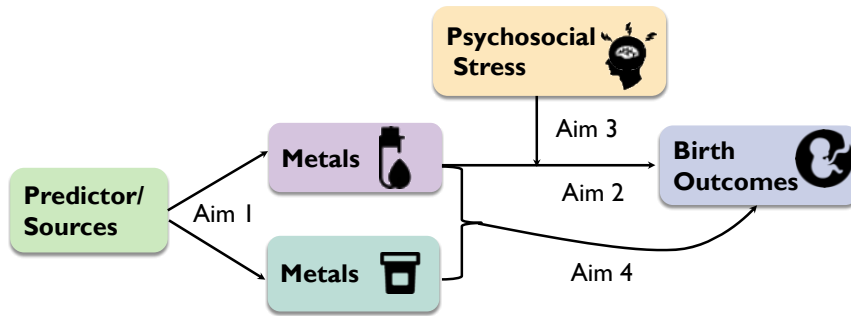 Psychosocial
Stress
Aim 3
Metals
Birth
Outcomes
Aim 2
Predictor/
Sources
Aim 1
Metals
Aim 4